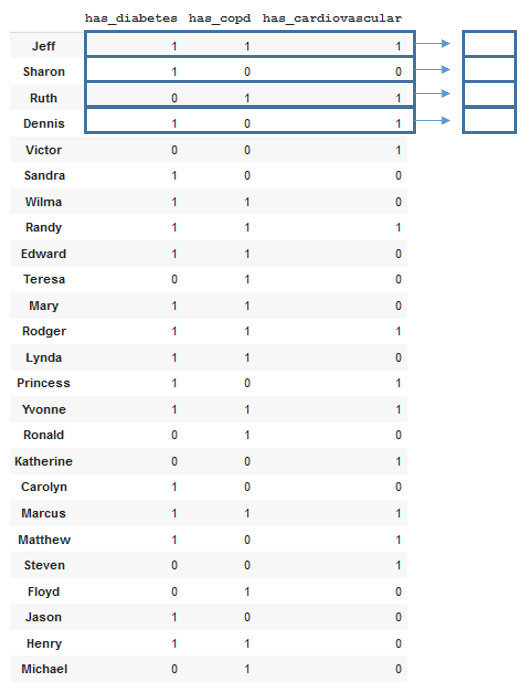 has_diabetes has_copd has_cardiovascular
Jeff 1 1 1
Sharon 1 0 0
Ruth 0 1 1
Dennis 1 0 1
Victor 0 0 1
Sandra 1 0 0
Wilma 1 1 0
Randy 1 1 1
Edward 1 1 0
Teresa 0 1 0
Mary 1 1 0
Rodger 1 1 1
Lynda 1 1 0
Princess 1 0 1
Yvonne 1 1 1
Ronald 0 1 0
Katherine 0 0 1
Carolyn 1 0 0
Marcus 1 1 1
Matthew 1 0 1
Steven 0 0 1
Floyd 0 1 0
Jason 1 0 0
Henry 1 1 0
Michael 0 1 0